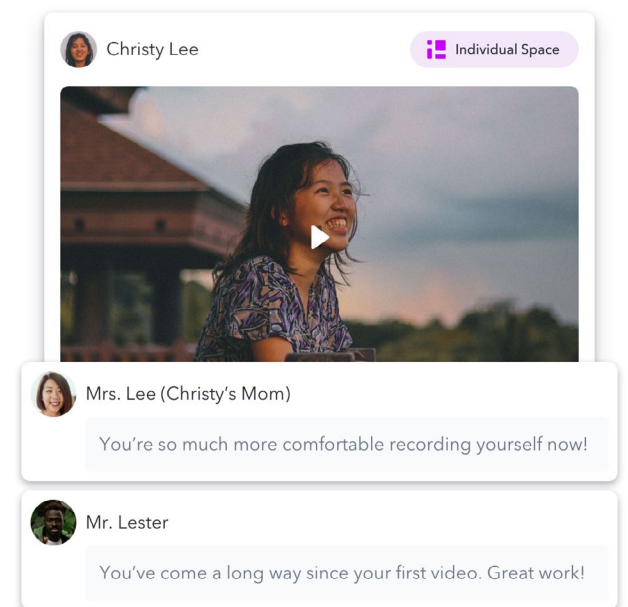 Christy Lee
Individual Space
Mrs. Lee (Christy’s Mom)
You’re so much more comfortable recording yourself now!
Mr. Lester
You’ve come a long way since your first video. Great work!